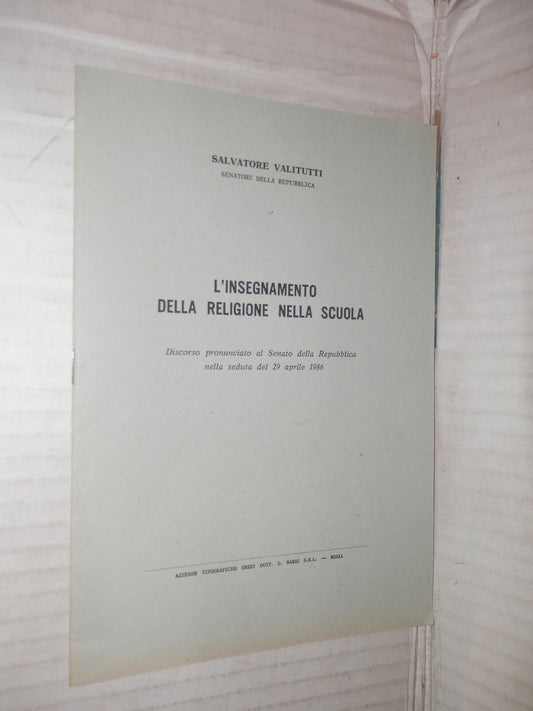 SALVATORE VALITUTTI
SENATORE DELLA REPUBBLICA
L'INSEGNAMENTO
DELLA RELIGIONE NELLA SCUOLA
Discorso pronunciato al Senato della Repubblica
nella seduta del 29 aprile 1986
AZIENDE TIPOGRAFICHE EREDI DOTT. G. BARDI S.R.L. — ROMA